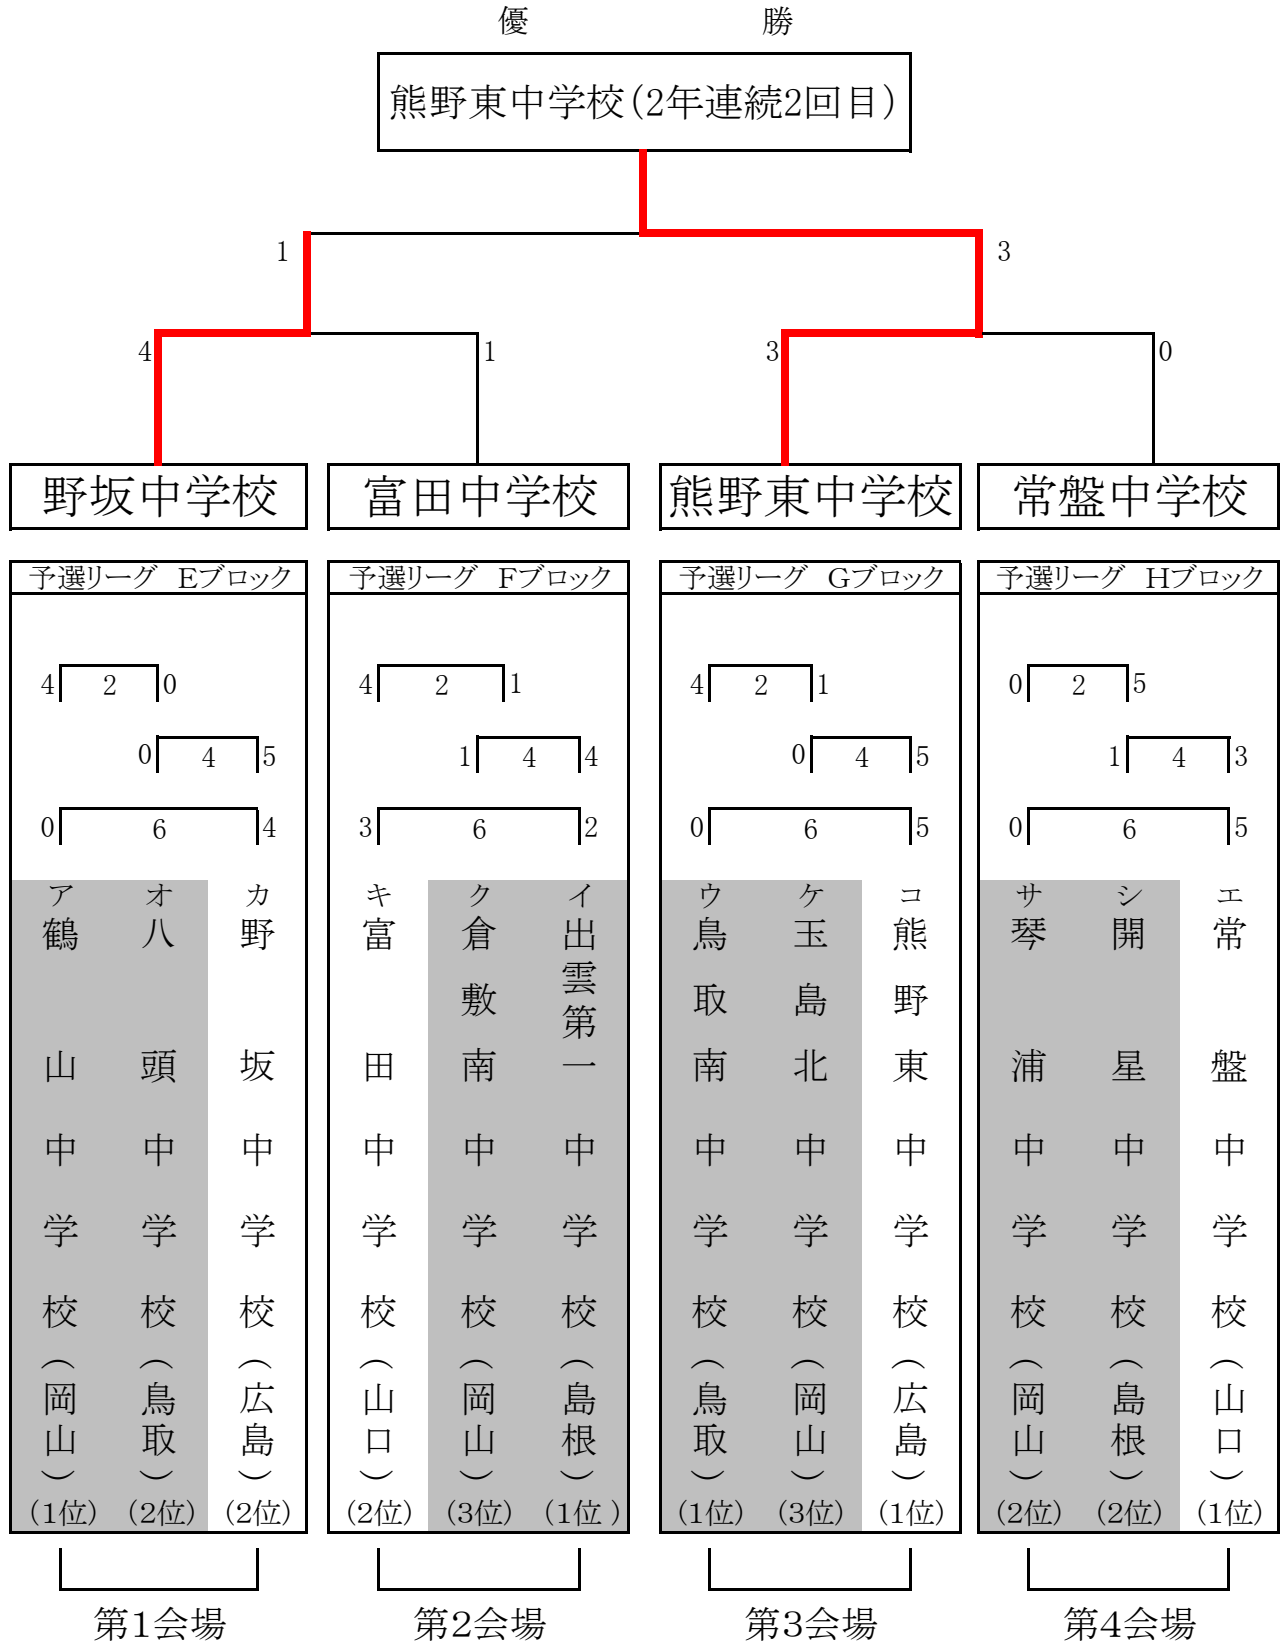 優　勝
熊野東中学校(2年連続2回目)
1 3
4 1 3 0
野坂中学校 富田中学校 熊野東中学校 常盤中学校
予選リーグ Eブロック 予選リーグ Fブロック 予選リーグ Gブロック 予選リーグ Hブロック
4 2 0 4 2 1 4 2 1 0 2 5
0 4 5 1 4 4 0 4 5 1 4 3
0 6 4 3 6 2 0 6 5 0 6 5
ア 鶴山中学校(岡山) (1位)
オ 八頭中学校(鳥取) (2位)
カ 野坂中学校(広島) (2位)
キ 富田中学校(山口) (2位)
ク 倉敷南中学校(岡山) (3位)
イ 出雲第一中学校(島根) (1位)
ウ 鳥取南中学校(鳥取) (1位)
ケ 玉島北中学校(岡山) (3位)
コ 熊野東中学校(広島) (1位)
サ 琴浦中学校(岡山) (2位)
シ 開星中学校(島根) (2位)
エ 常盤中学校(山口) (1位)
第1会場 第2会場 第3会場 第4会場